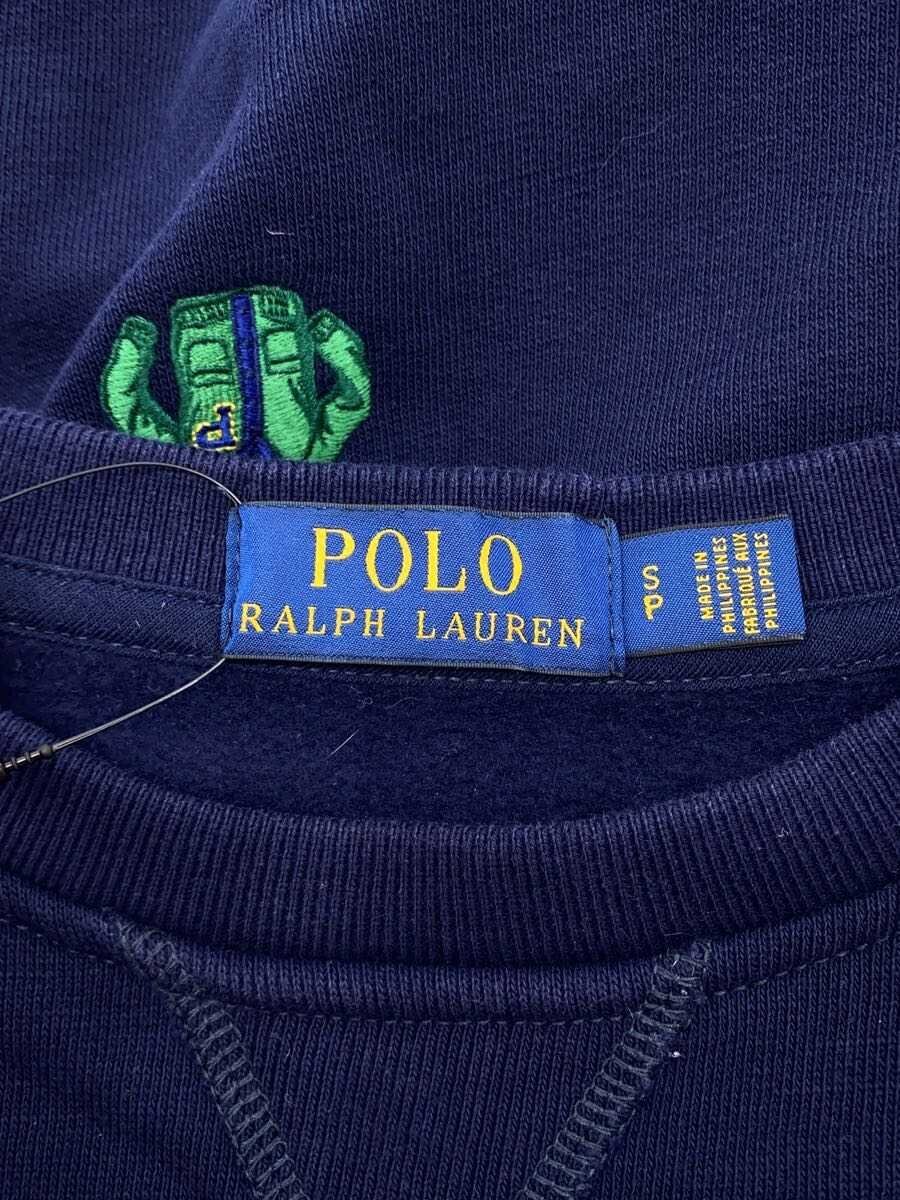 P
POLO
RALPH LAUREN
S
P
MADE IN
PHILIPPINES
FABRIQUÉ AUX
PHILIPPINES